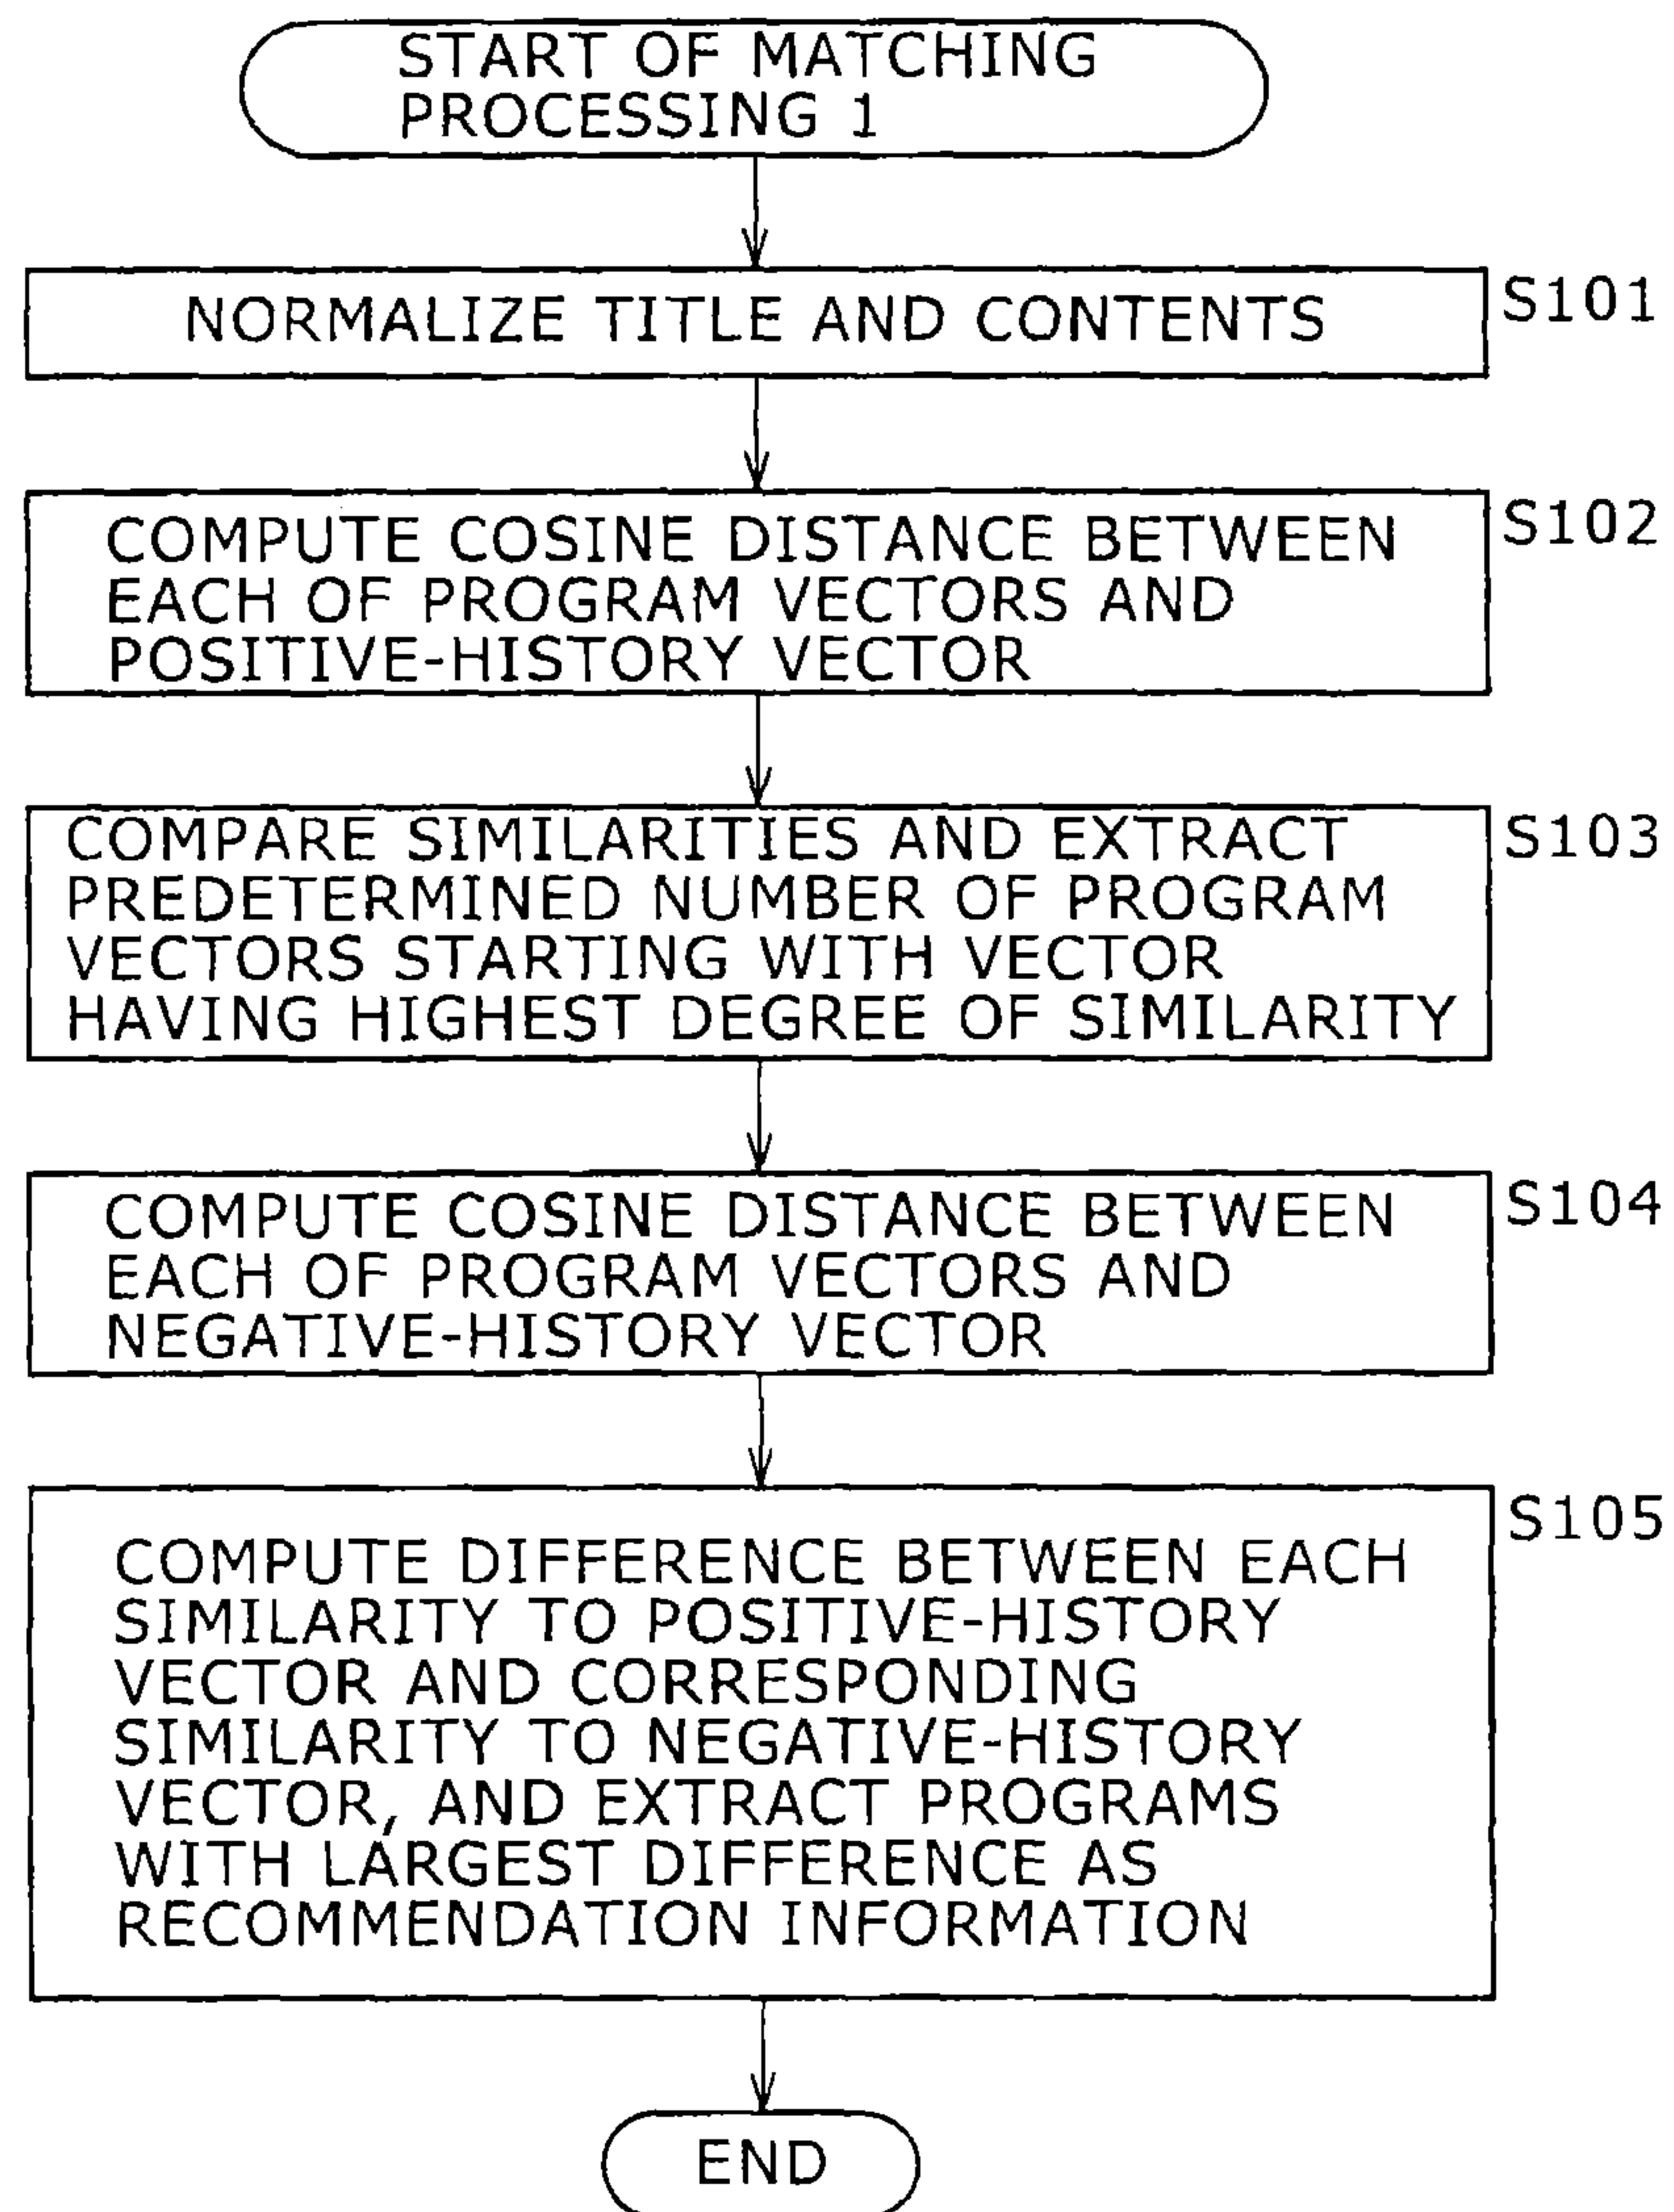 START OF MATCHING
PROCESSING 1
NORMALIZE TITLE AND CONTENTS
S101
COMPUTE COSINE DISTANCE BETWEEN
EACH OF PROGRAM VECTORS AND
POSITIVE-HISTORY VECTOR
S102
COMPARE SIMILARITIES AND EXTRACT
PREDETERMINED NUMBER OF PROGRAM
VECTORS STARTING WITH VECTOR
HAVING HIGHEST DEGREE OF SIMILARITY
S103
COMPUTE COSINE DISTANCE BETWEEN
EACH OF PROGRAM VECTORS AND
NEGATIVE-HISTORY VECTOR
S104
COMPUTE DIFFERENCE BETWEEN EACH
SIMILARITY TO POSITIVE-HISTORY
VECTOR AND CORRESPONDING
SIMILARITY TO NEGATIVE-HISTORY
VECTOR, AND EXTRACT PROGRAMS
WITH LARGEST DIFFERENCE AS
RECOMMENDATION INFORMATION
S105
END